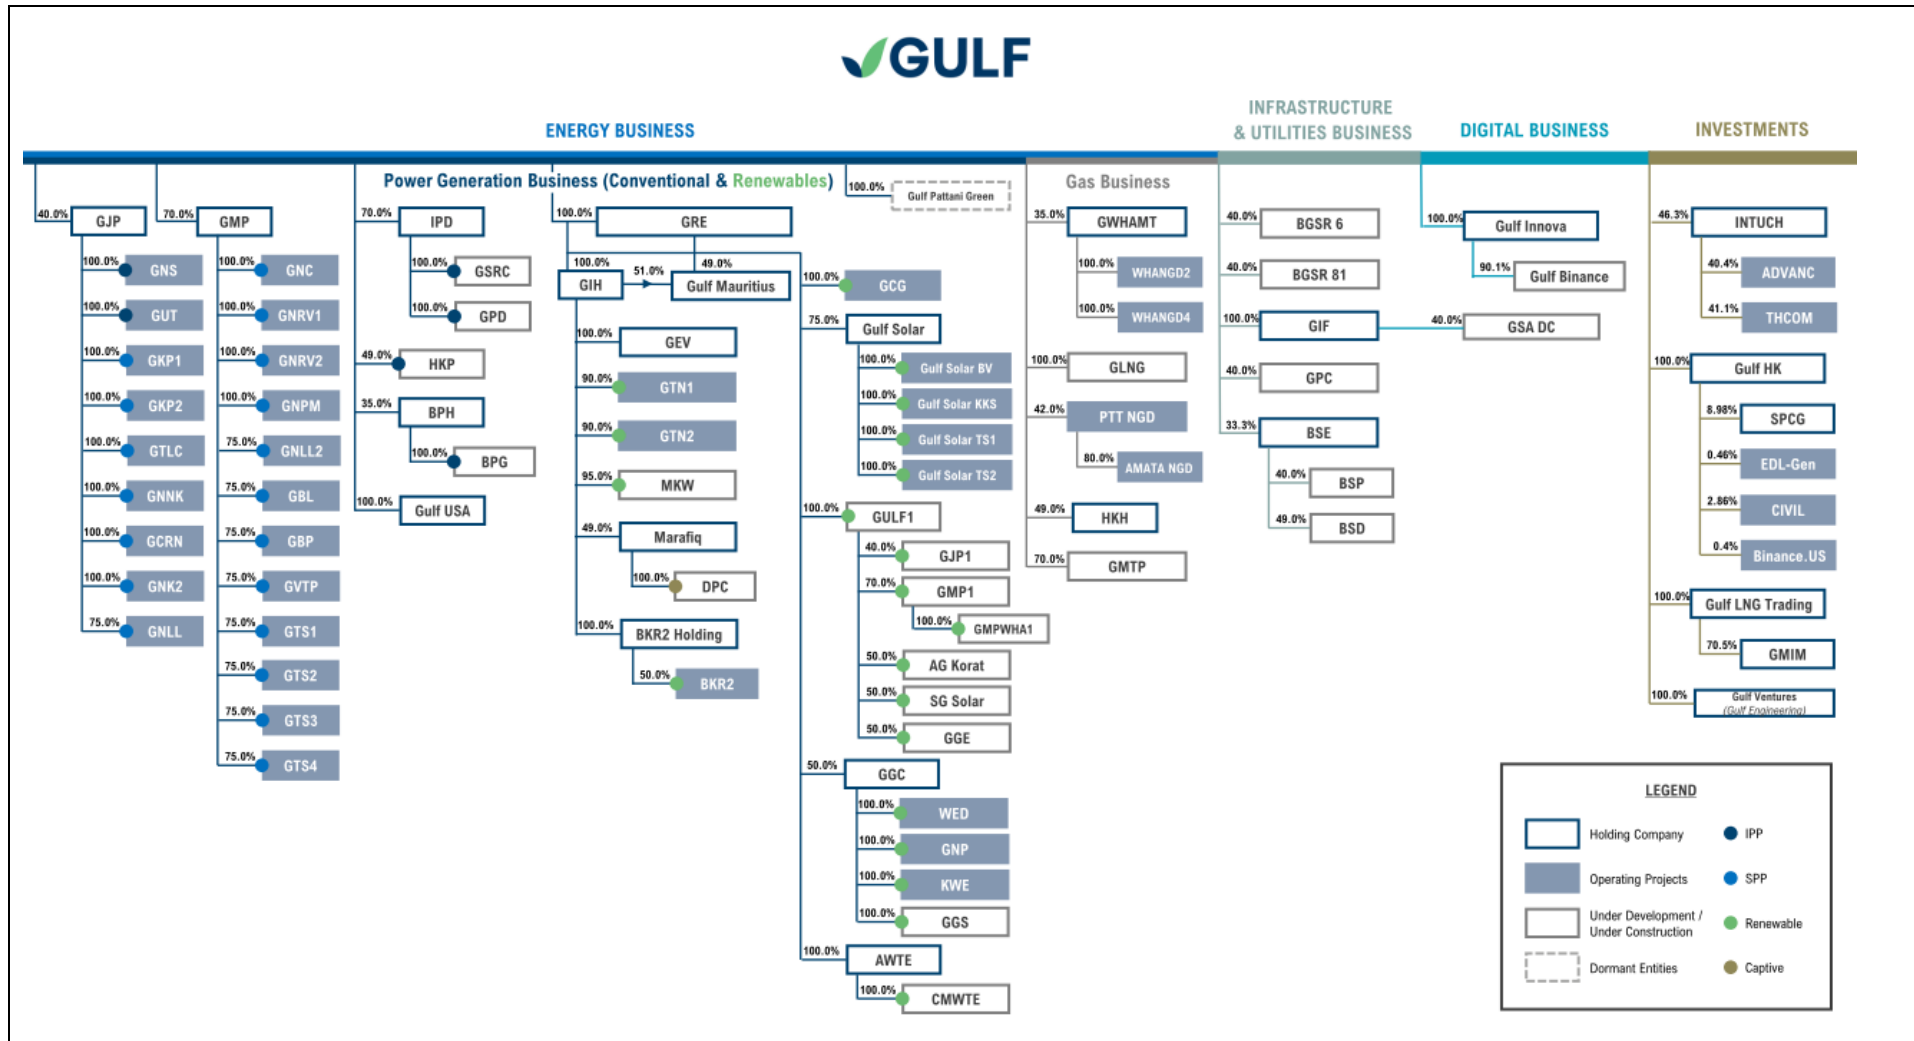 GULF
ENERGY BUSINESS
INFRASTRUCTURE
& UTILITIES BUSINESS
DIGITAL BUSINESS
INVESTMENTS
Power Generation Business (Conventional & Renewables)
Gas Business
40.0% GJP
100.0% GNS
100.0% GUT
100.0% GKP1
100.0% GKP2
100.0% GTLC
100.0% GNNK
100.0% GCRN
100.0% GNK2
75.0% GNLL
70.0% GMP
100.0% GNC
100.0% GNRV1
100.0% GNRV2
100.0% GNPM
75.0% GNLL2
75.0% GBL
75.0% GBP
75.0% GVTP
75.0% GTS1
75.0% GTS2
75.0% GTS3
75.0% GTS4
70.0% IPD
100.0% GSRC
100.0% GPD
49.0% HKP
35.0% BPH
100.0% BPG
100.0% Gulf USA
100.0% GRE
100.0% GIH
51.0%
49.0%
Gulf Mauritius
100.0% GEV
90.0% GTN1
90.0% GTN2
95.0% MKW
49.0% Marafiq
100.0% DPC
100.0% BKR2 Holding
50.0% BKR2
100.0% Gulf Pattani Green
100.0% GCG
75.0% Gulf Solar
100.0% Gulf Solar BV
100.0% Gulf Solar KKS
100.0% Gulf Solar TS1
100.0% Gulf Solar TS2
100.0% GULF1
40.0% GJP1
70.0% GMP1
100.0% GMPWHA1
50.0% AG Korat
50.0% SG Solar
50.0% GGE
50.0% GGC
100.0% WED
100.0% GNP
100.0% KWE
100.0% GGS
100.0% AWTE
100.0% CMWTE
35.0% GWHAMT
100.0% WHANGD2
100.0% WHANGD4
100.0% GLNG
42.0% PTT NGD
80.0% AMATA NGD
49.0% HKH
70.0% GMTP
40.0% BGSR 6
40.0% BGSR 81
100.0% GIF
40.0% GPC
33.3% BSE
40.0% BSP
49.0% BSD
100.0% Gulf Innova
90.1% Gulf Binance
40.0% GSA DC
46.3% INTUCH
40.4% ADVANC
41.1% THCOM
100.0% Gulf HK
8.98% SPCG
0.46% EDL-Gen
2.86% CIVIL
0.4% Binance.US
100.0% Gulf LNG Trading
70.5% GMIM
100.0% Gulf Ventures
(Gulf Engineering)
LEGEND
Holding Company
IPP
Operating Projects
SPP
Under Development /
Under Construction
Renewable
Dormant Entities
Captive